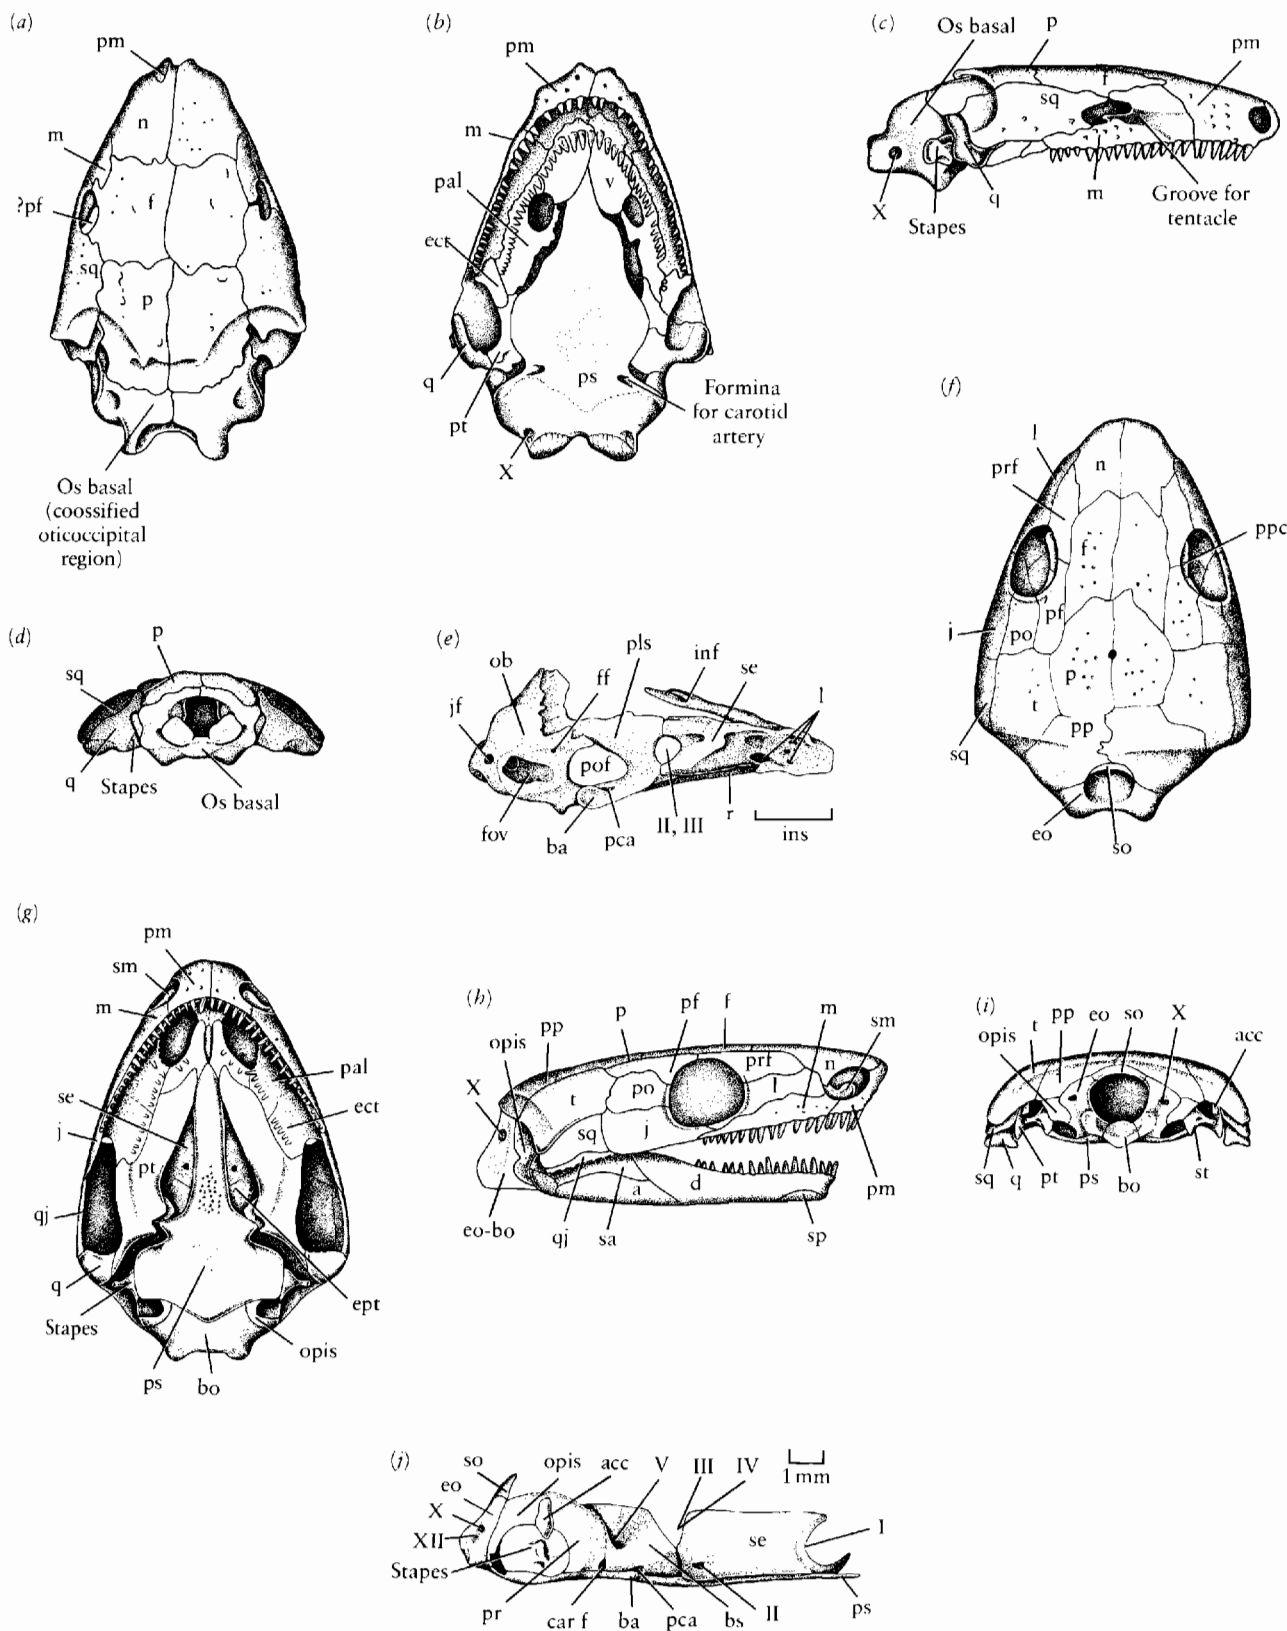 (a)
pm
n
m
f
?pf
sq
p
Os basal
(coossified
oticoccipital
region)
(b)
pm
m
pal
v
ect
q
ps
pt
X
Formina
for carotid
artery
(c)
Os basal
p
f
pm
sq
X
Stapes
q
m
Groove for
tentacle
(d)
p
sq
q
Stapes
Os basal
(e)
ob
ff
pls
inf
se
jf
I
pof
fov
ba
pca
II, III
r
ins
(f)
l
prf
n
f
ppc
j
po
pf
p
t
pp
sq
eo
so
(g)
pm
sm
m
pal
se
ect
j
pt
qj
q
Stapes
ept
opis
ps
bo
(h)
opis
pp
p
pf
f
m
sm
X
prf
n
po
l
t
sq
j
a
d
pm
eo-bo
qj
sa
sp
(i)
opis
t
pp
eo
so
X
acc
sq
q
pt
ps
bo
st
(j)
so
eo
X
XII
opis
acc
V
III
IV
1 mm
I
se
Stapes
pr
car f
ba
pca
bs
II
ps